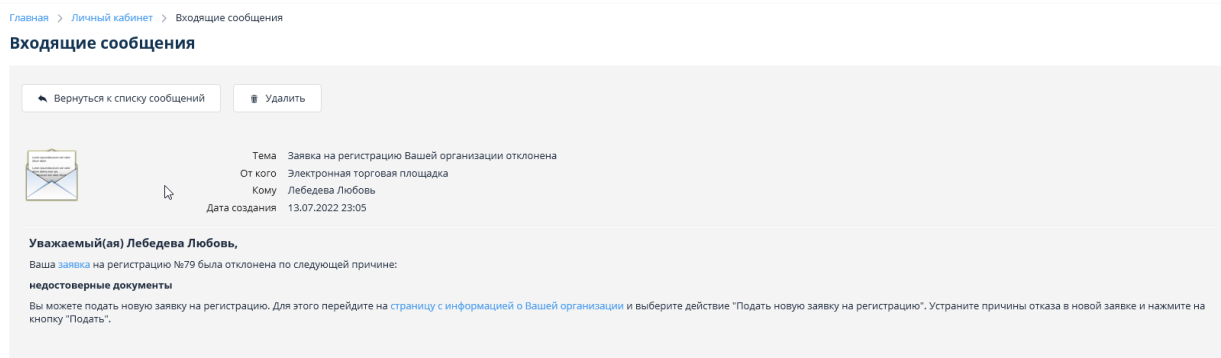 Главная > Личный кабинет > Входящие сообщения
Входящие сообщения
Вернуться к списку сообщений Удалить
Тема Заявка на регистрацию Вашей организации отклонена
От кого Электронная торговая площадка
Кому Лебедева Любовь
Дата создания 13.07.2022 23:05
Уважаемый(ая) Лебедева Любовь,
Ваша заявка на регистрацию №79 была отклонена по следующей причине:
недостоверные документы
Вы можете подать новую заявку на регистрацию. Для этого перейдите на страницу с информацией о Вашей организации и выберите действие "Подать новую заявку на регистрацию". Устраните причины отказа в новой заявке и нажмите на
кнопку "Подать".